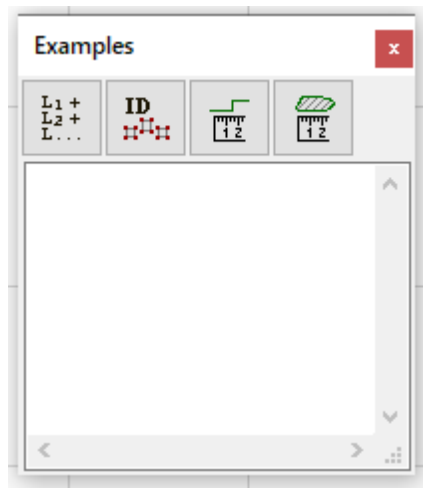 Examples
x
L1 +
L2 +
L...
ID
1 2
1 2